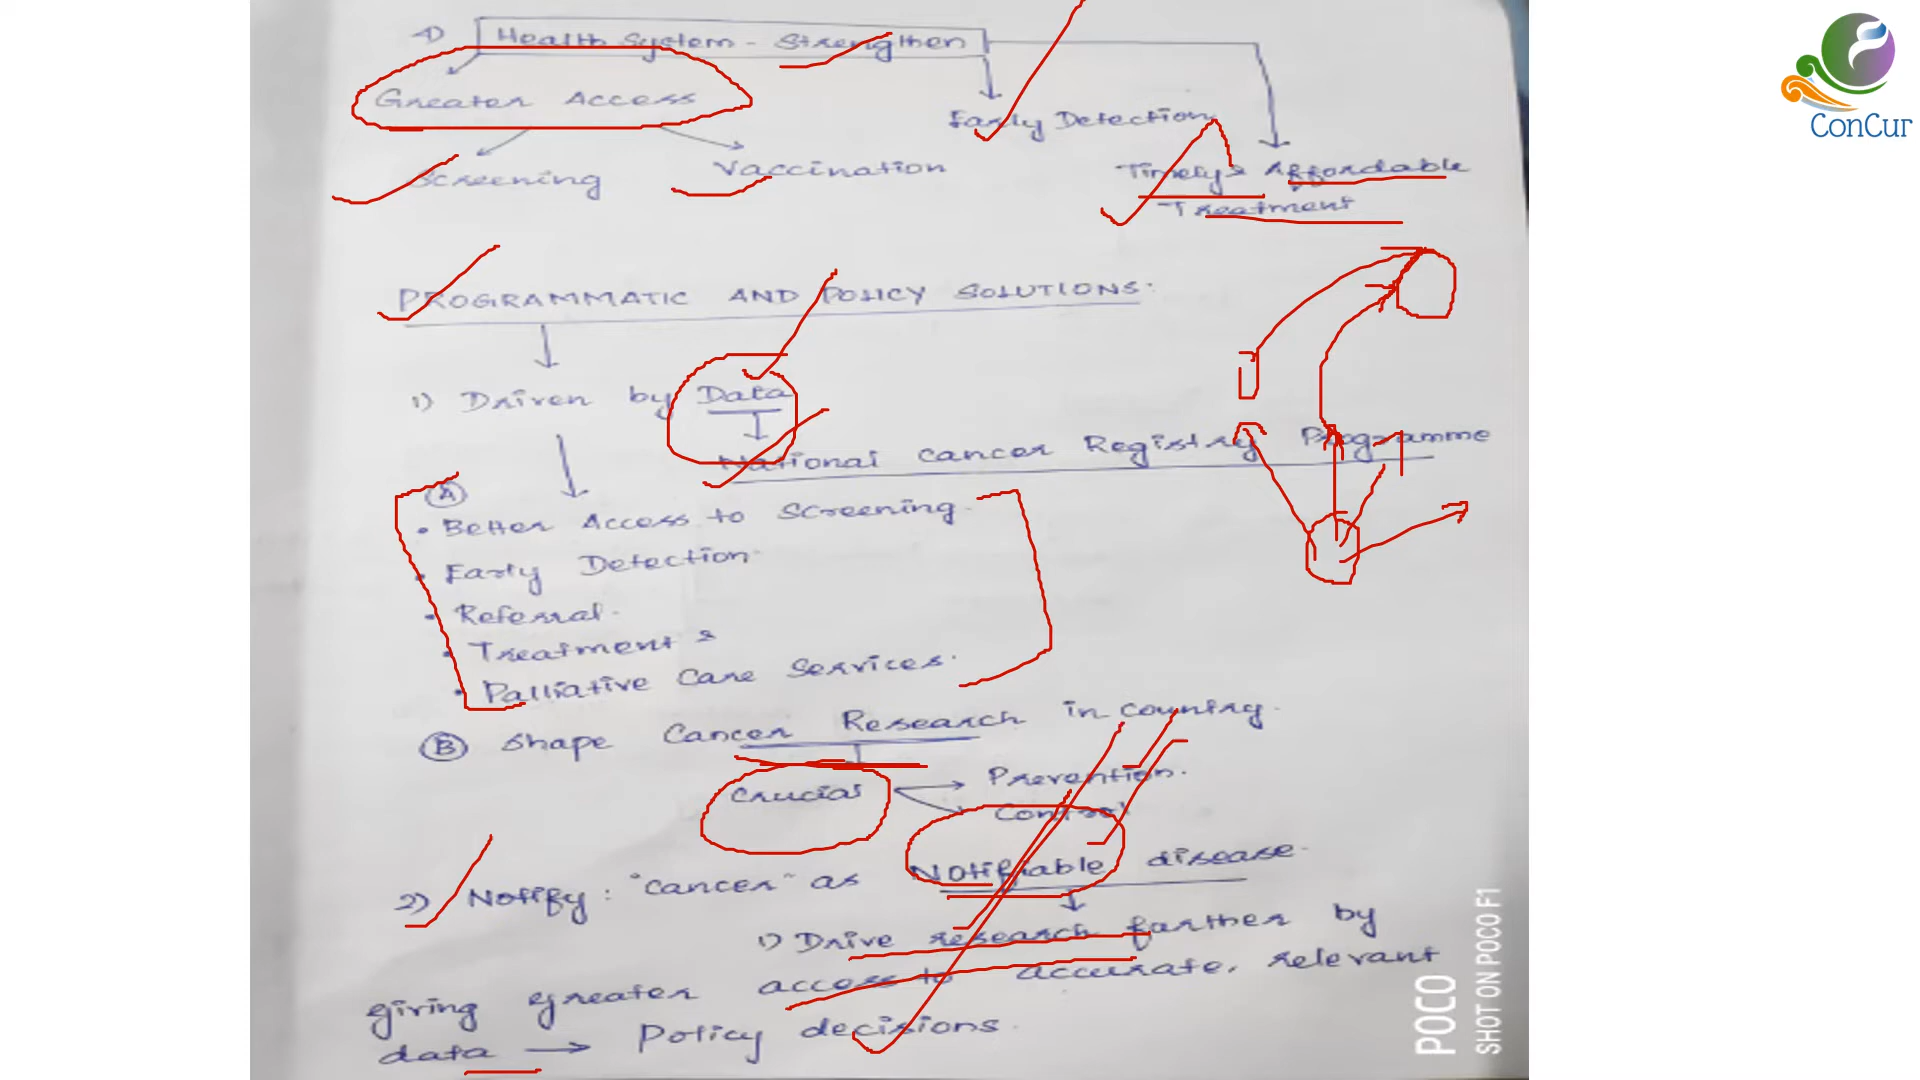 4) Health System - Strengthen
Greater Access
Early Detection
Screening
Vaccination
Timely & Affordable
Treatment
PROGRAMMATIC AND POLICY SOLUTIONS.
1) Driven by Data
National Cancer Registry Programme
A
• Better Access to Screening.
• Early Detection.
• Referral.
• Treatment &
• Palliative Care Services.
B Shape Cancer Research in country.
Crucial
Prevention.
Control
2) Notify: "Cancer" as Notifiable disease.
1) Drive research farther by
giving greater access to accurate, relevant
data → Policy decisions.
ConCur
POCO
SHOT ON POCO F1